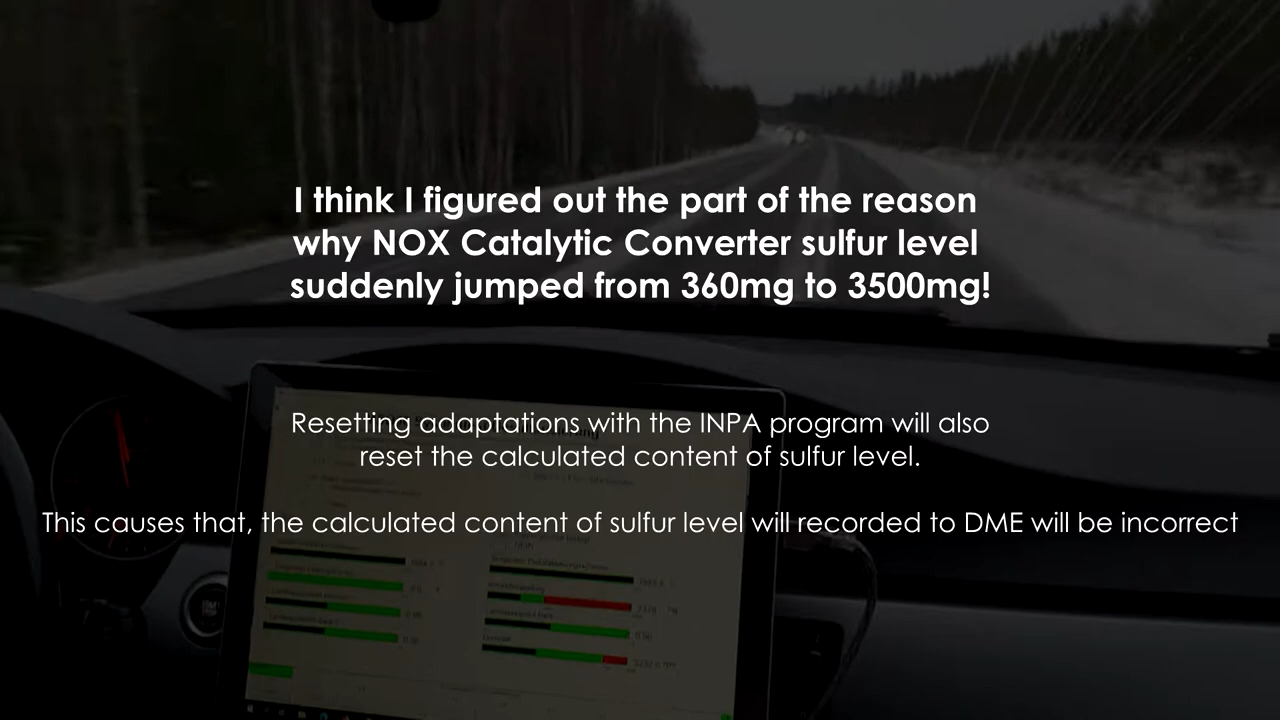 I think I figured out the part of the reason
why NOX Catalytic Converter sulfur level
suddenly jumped from 360mg to 3500mg!
Resetting adaptations with the INPA program will also
reset the calculated content of sulfur level.
This causes that, the calculated content of sulfur level will recorded to DME will be incorrect